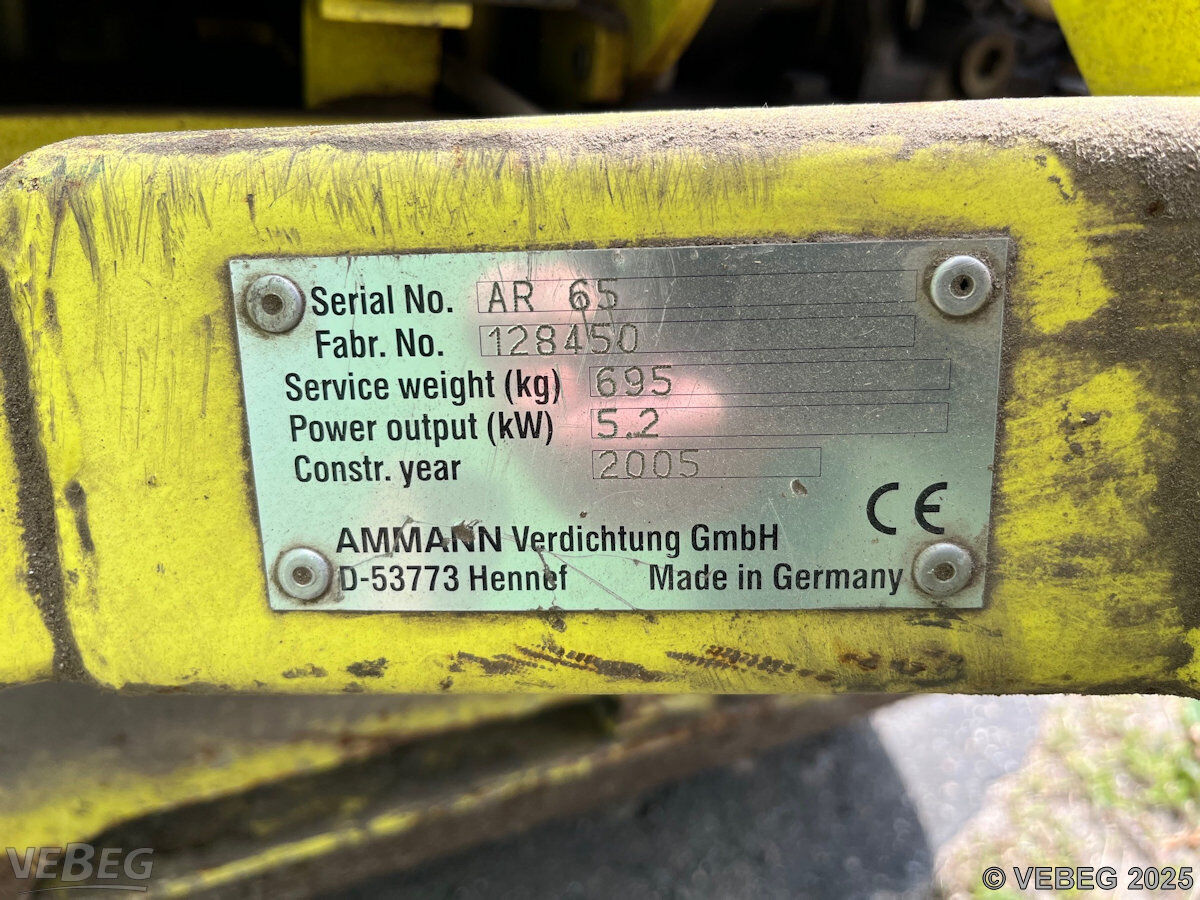 Serial No. AR 65
Fabr. No. 128450
Service weight (kg) 695
Power output (kW) 5.2
Constr. year 2005
CE
AMMANN Verdichtung GmbH
D-53773 Hennef Made in Germany
VEBEG
© VEBEG 2025